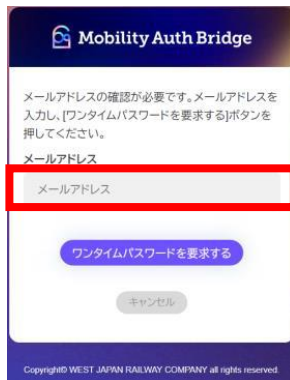 Mobility Auth Bridge
メールアドレスの確認が必要です。メールアドレスを
入力し、[ワンタイムパスワードを要求する]ボタンを
押してください。
メールアドレス
メールアドレス
ワンタイムパスワードを要求する
キャンセル
Copyright© WEST JAPAN RAILWAY COMPANY all rights reserved.